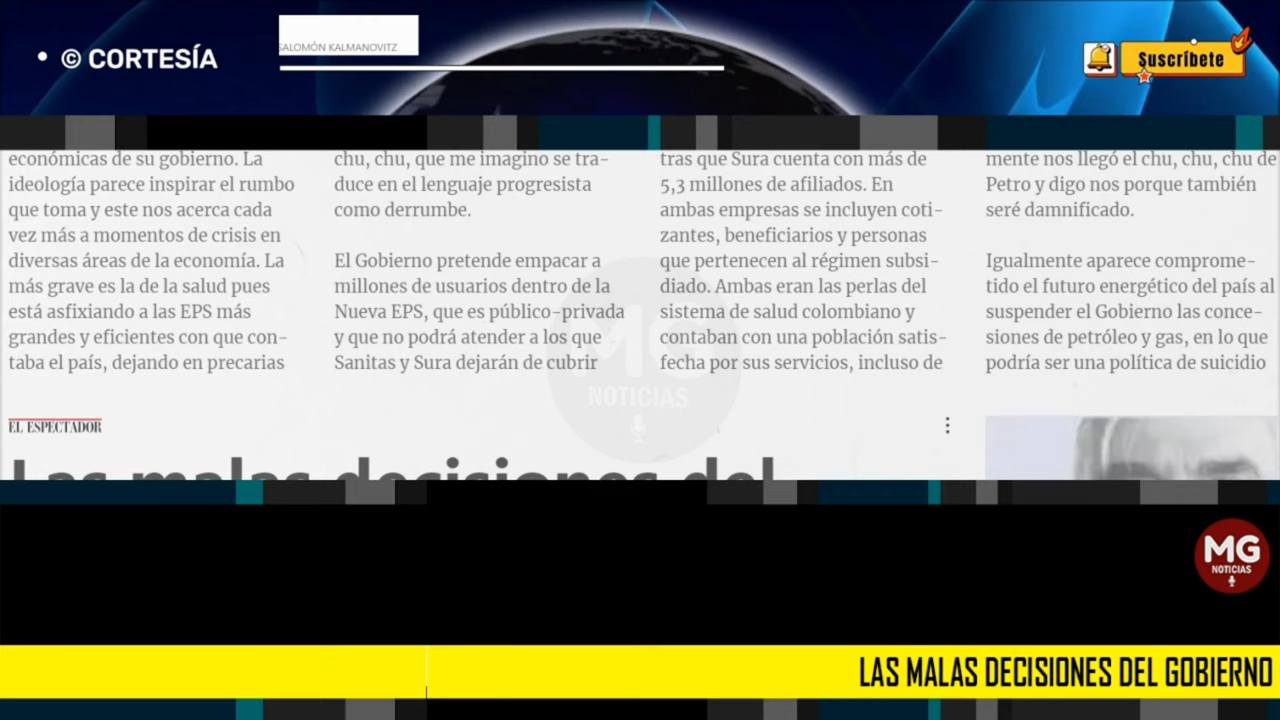 • © CORTESÍA
SALOMÓN KALMANOVITZ
Suscríbete
económicas de su gobierno. La
ideología parece inspirar el rumbo
que toma y este nos acerca cada
vez más a momentos de crisis en
diversas áreas de la economía. La
más grave es la de la salud pues
está asfixiando a las EPS más
grandes y eficientes con que con-
taba el país, dejando en precarias
chu, chu, que me imagino se tra-
duce en el lenguaje progresista
como derrumbe.
El Gobierno pretende empacar a
millones de usuarios dentro de la
Nueva EPS, que es público-privada
y que no podrá atender a los que
Sanitas y Sura dejarán de cubrir
tras que Sura cuenta con más de
5,3 millones de afiliados. En
ambas empresas se incluyen coti-
zantes, beneficiarios y personas
que pertenecen al régimen subsi-
diado. Ambas eran las perlas del
sistema de salud colombiano y
contaban con una población satis-
fecha por sus servicios, incluso de
mente nos llegó el chu, chu, chu de
Petro y digo nos porque también
seré damnificado.
Igualmente aparece comprome-
tido el futuro energético del país al
suspender el Gobierno las conce-
siones de petróleo y gas, en lo que
podría ser una política de suicidio
MG
NOTICIAS
EL ESPECTADOR
Las malas decisiones del
MG
NOTICIAS
LAS MALAS DECISIONES DEL GOBIERNO